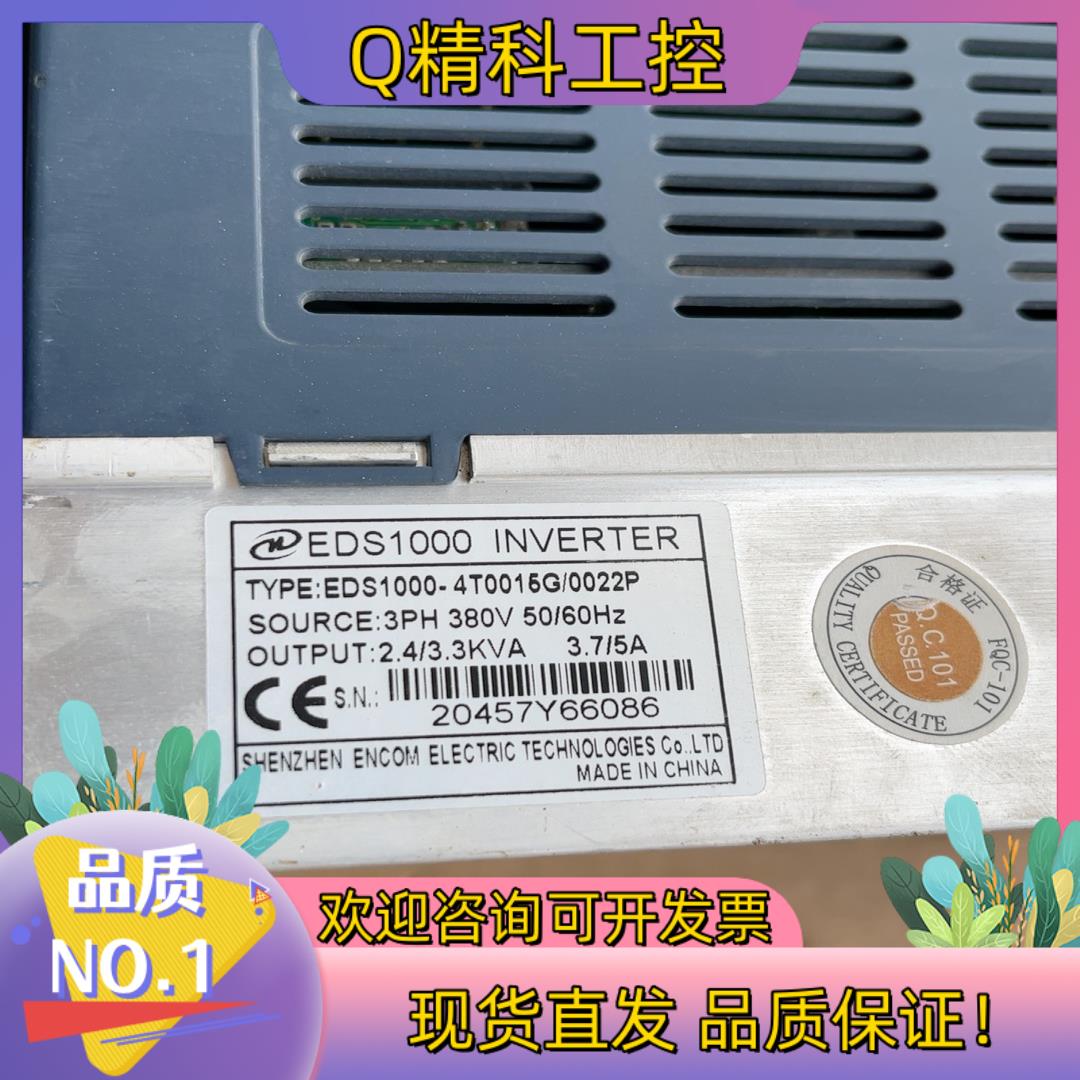 Q精科工控
EDS1000 INVERTER
TYPE:EDS1000-4T0015G/0022P
SOURCE:3PH 380V 50/60Hz
OUTPUT:2.4/3.3KVA 3.7/5A
CE S.N.:
20457Y66086
SHENZHEN ENCOM ELECTRIC TECHNOLOGIES Co.,LTD
MADE IN CHINA
合格证
Q.C.101
PASSED
FQC-101
QUALITY CERTIFICATE
品质
NO.1
欢迎咨询可开发票
现货直发 品质保证!